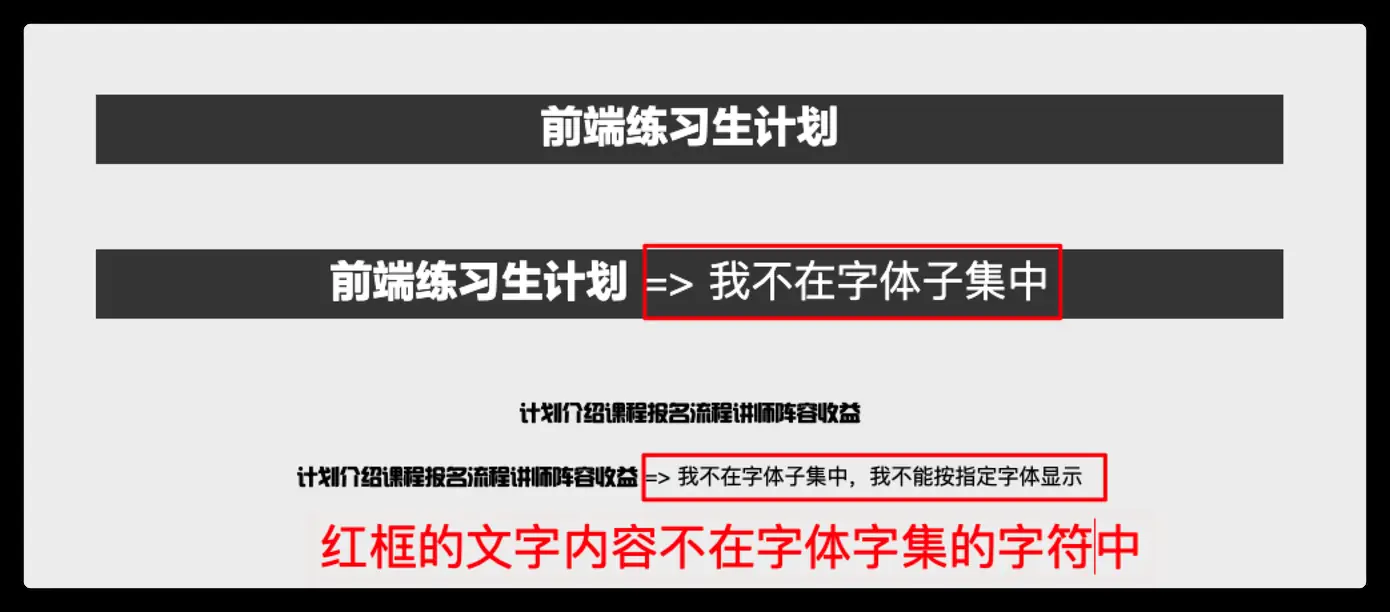 前端练习生计划
前端练习生计划 => 我不在字体子集中
计划介绍课程报名流程讲师阵容收益
计划介绍课程报名流程讲师阵容收益 => 我不在字体子集中，我不能按指定字体显示
红框的文字内容不在字体字集的字符中